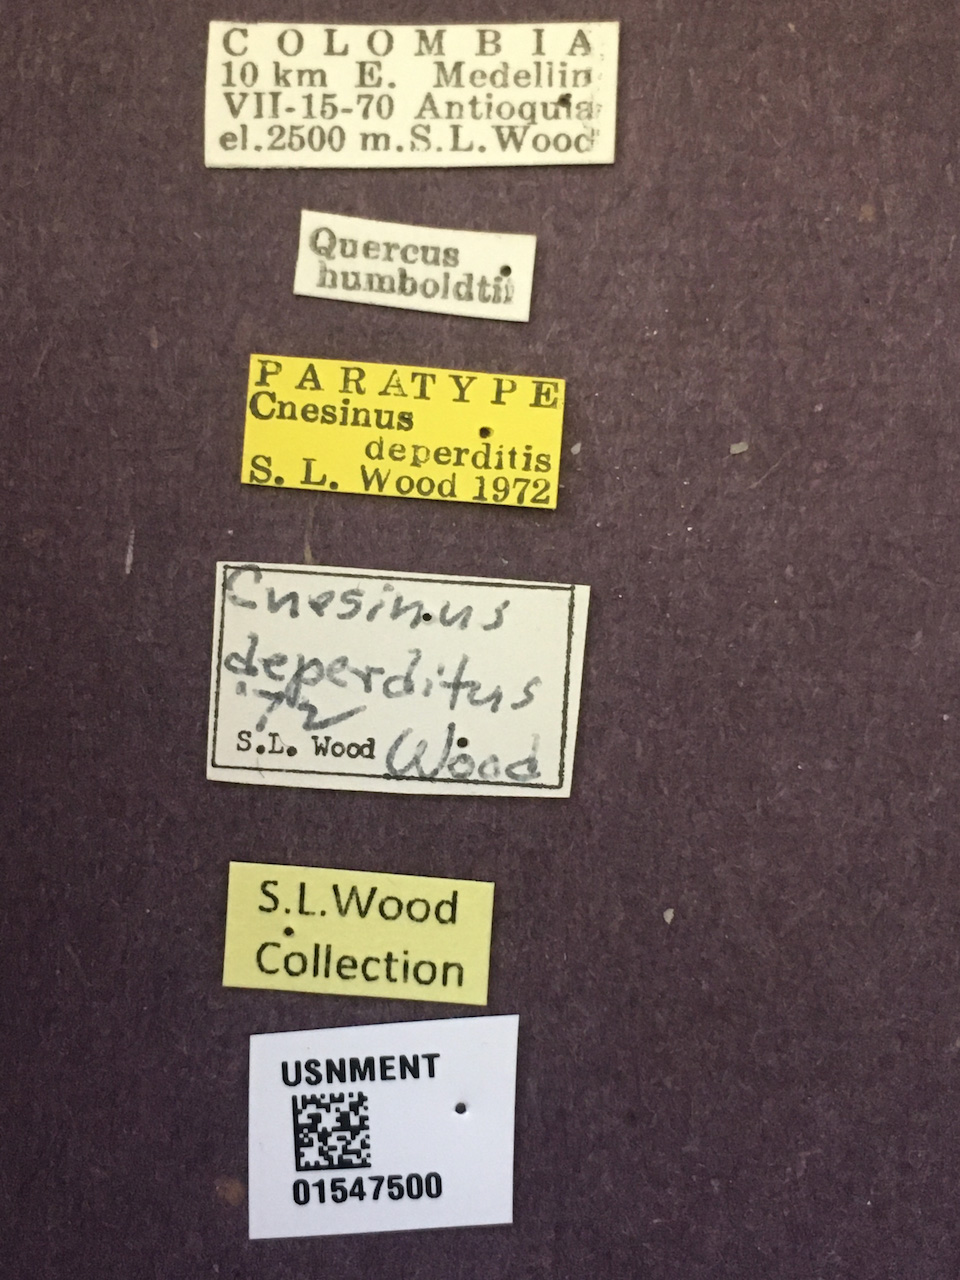 COLOMBIA
10 km E. Medellin
VII-15-70 Antioquia
el.2500 m.S.L.Wood
Quercus
humboldtii
PARATYPE
Cnesinus
deperditis
S. L. Wood 1972
Cnesinus
deperditus
'72
S.L. Wood Wood
S.L.Wood
Collection
USNMENT
01547500